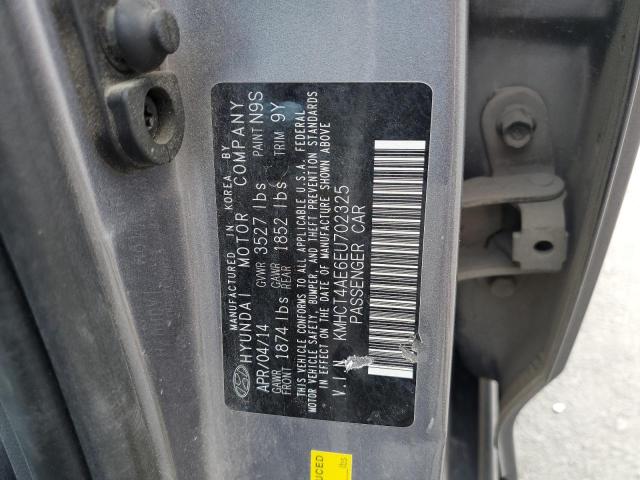 MANUFACTURED IN KOREA BY
HYUNDAI MOTOR COMPANY
APR/04/14 GVWR 3527 lbs PAINT N9S
GAWR FRONT 1874 lbs GAWR REAR 1852 lbs TRIM 9Y
THIS VEHICLE CONFORMS TO ALL APPLICABLE U.S.A. FEDERAL
MOTOR VEHICLE SAFETY, BUMPER, AND THEFT PREVENTION STANDARDS
IN EFFECT ON THE DATE OF MANUFACTURE SHOWN ABOVE
V.I.N KMHCT4AE6EU702325
PASSENGER CAR
UCED
lbs